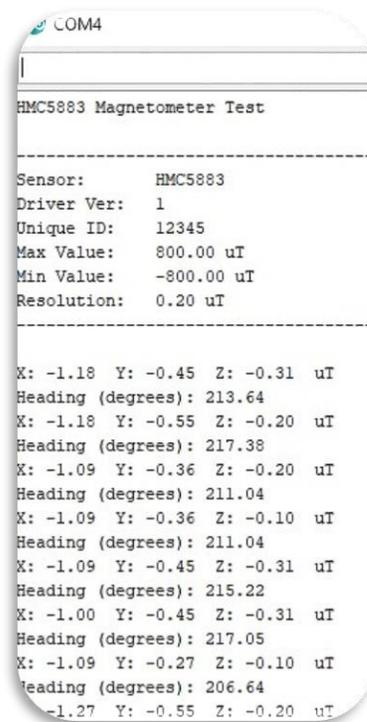 COM4
HMC5883 Magnetometer Test
------------------------------------
Sensor: HMC5883
Driver Ver: 1
Unique ID: 12345
Max Value: 800.00 uT
Min Value: -800.00 uT
Resolution: 0.20 uT
------------------------------------
X: -1.18 Y: -0.45 Z: -0.31 uT
Heading (degrees): 213.64
X: -1.18 Y: -0.55 Z: -0.20 uT
Heading (degrees): 217.38
X: -1.09 Y: -0.36 Z: -0.20 uT
Heading (degrees): 211.04
X: -1.09 Y: -0.36 Z: -0.10 uT
Heading (degrees): 211.04
X: -1.09 Y: -0.45 Z: -0.31 uT
Heading (degrees): 215.22
X: -1.00 Y: -0.45 Z: -0.31 uT
Heading (degrees): 217.05
X: -1.09 Y: -0.27 Z: -0.10 uT
Heading (degrees): 206.64
-1.27 Y: -0.55 Z: -0.20 uT